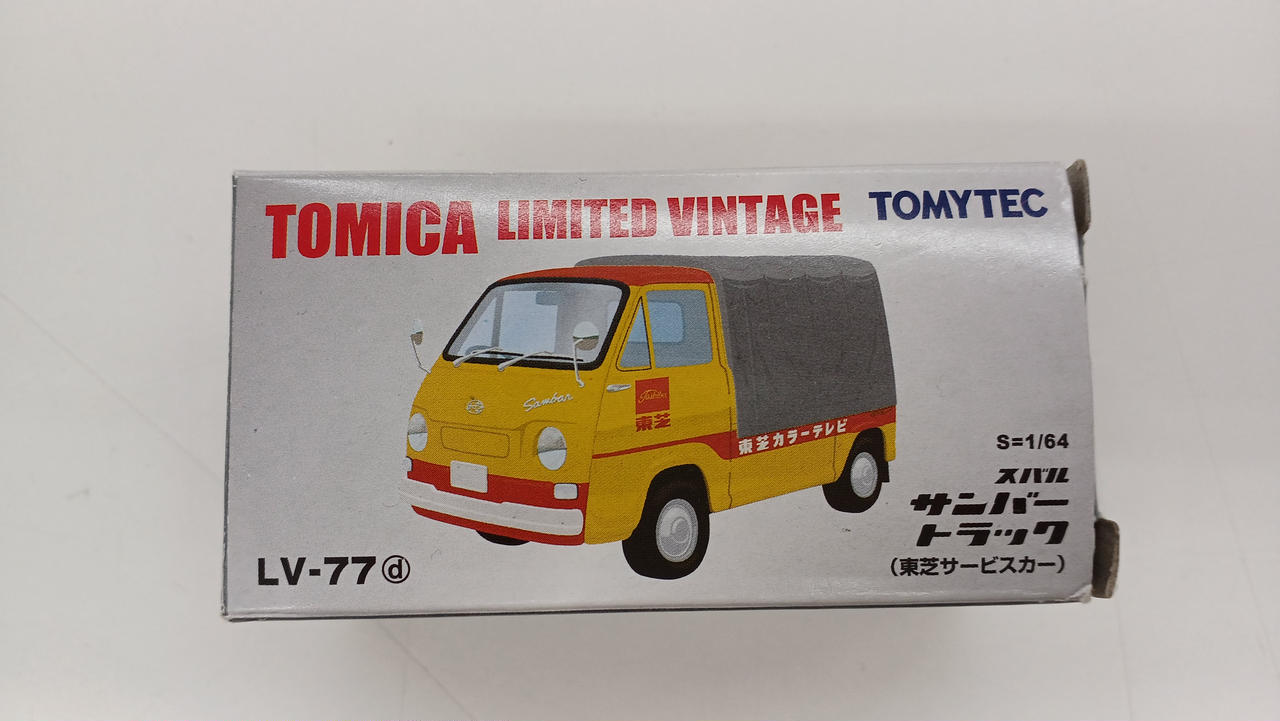 TOMICA LIMITED VINTAGE TOMYTEC
Sambar
Toshiba
東芝
東芝カラーテレビ
S=1/64
スバル
サンバー
トラック
(東芝サービスカー)
LV-77ⓓ